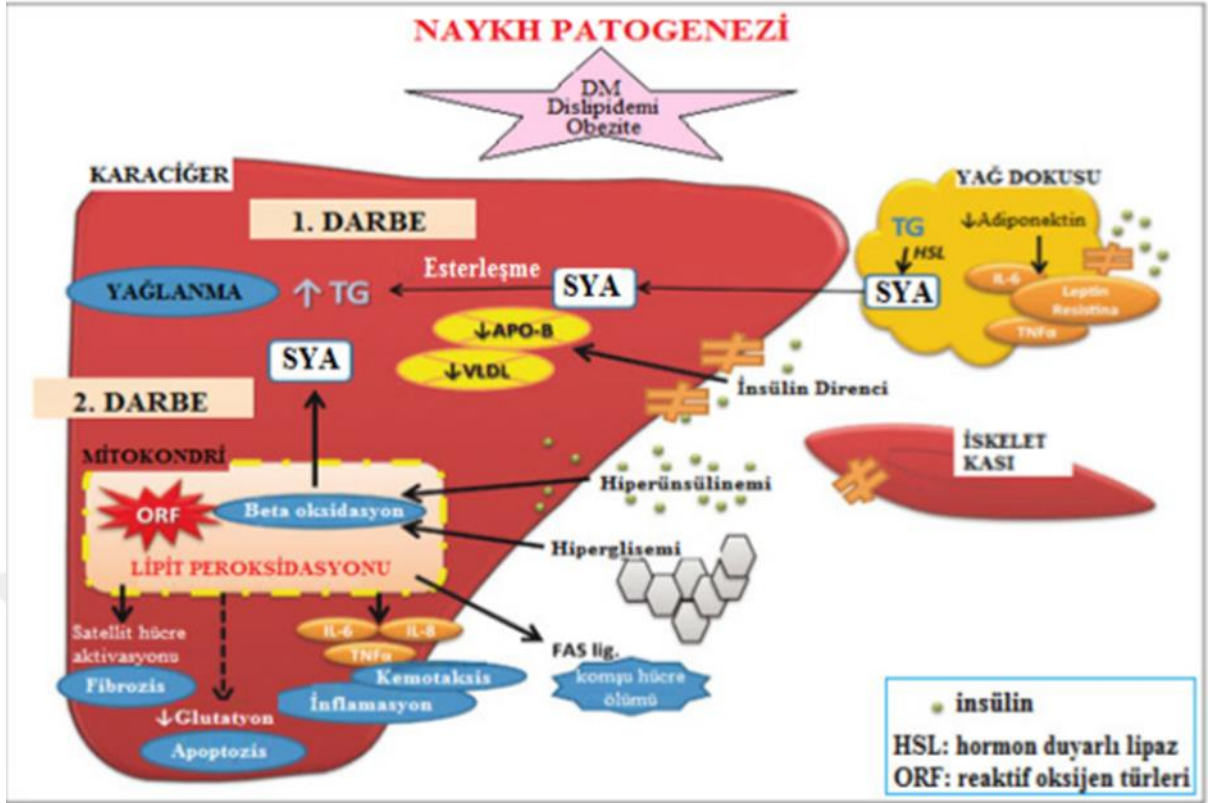 NAYKH PATOGENEZİ
DM
Dislipidemi
Obezite
KARACİĞER
1. DARBE
YAĞLANMA
↑ TG
Esterleşme
SYA
↓APO-B
↓VLDL
SYA
2. DARBE
MİTOKONDRİ
ORF
Beta oksidasyon
LİPİT PEROKSİDASYONU
Satellit hücre
aktivasyonu
Fibrozis
↓Glutatyon
Apoptozis
IL-6
IL-8
TNFα
Kemotaksis
İnflamasyon
FAS lig.
komşu hücre
ölümü
YAĞ DOKUSU
TG
HSL
SYA
↓Adiponektin
IL-6
Leptin
Resistina
TNFα
İnsülin Direnci
Hiperünsülinemi
Hiperglisemi
İSKELET
KASI
insülin
HSL: hormon duyarlı lipaz
ORF: reaktif oksijen türleri